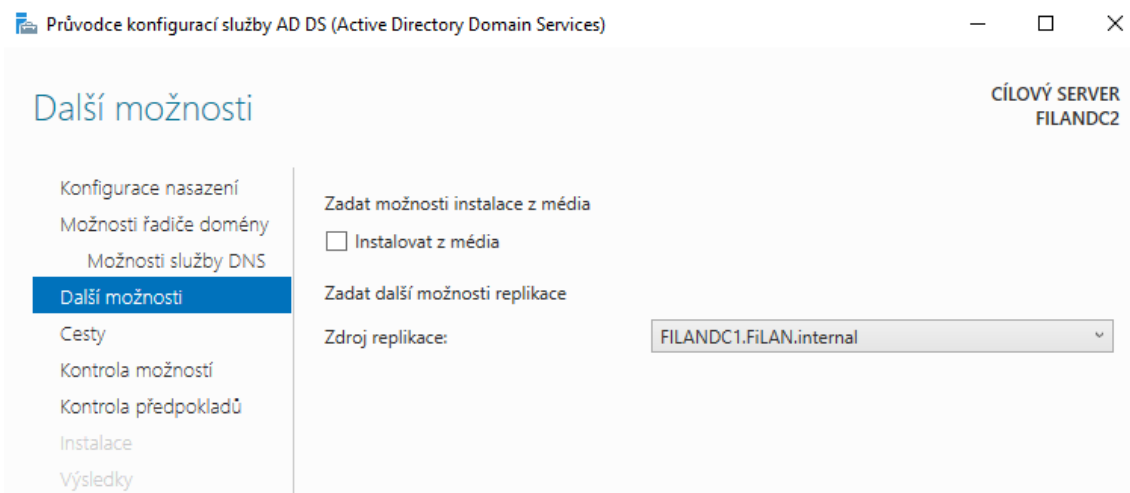 Průvodce konfigurací služby AD DS (Active Directory Domain Services)
Další možnosti
CÍLOVÝ SERVER
FILANDC2
Konfigurace nasazení
Možnosti řadiče domény
Možnosti služby DNS
Další možnosti
Cesty
Kontrola možností
Kontrola předpokladů
Instalace
Výsledky
Zadat možnosti instalace z média
Instalovat z média
Zadat další možnosti replikace
Zdroj replikace:
FILANDC1.FiLAN.internal